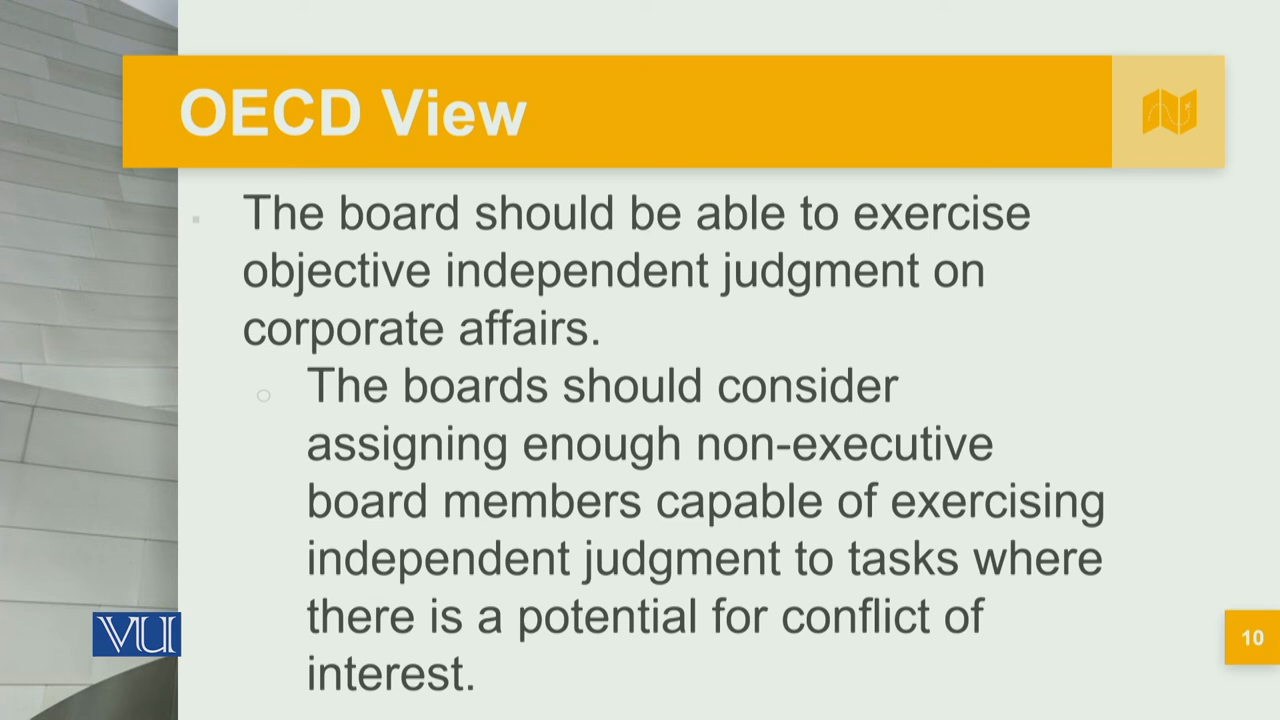 OECD View
The board should be able to exercise
objective independent judgment on
corporate affairs.
The boards should consider
assigning enough non-executive
board members capable of exercising
independent judgment to tasks where
there is a potential for conflict of
interest.
VU
10